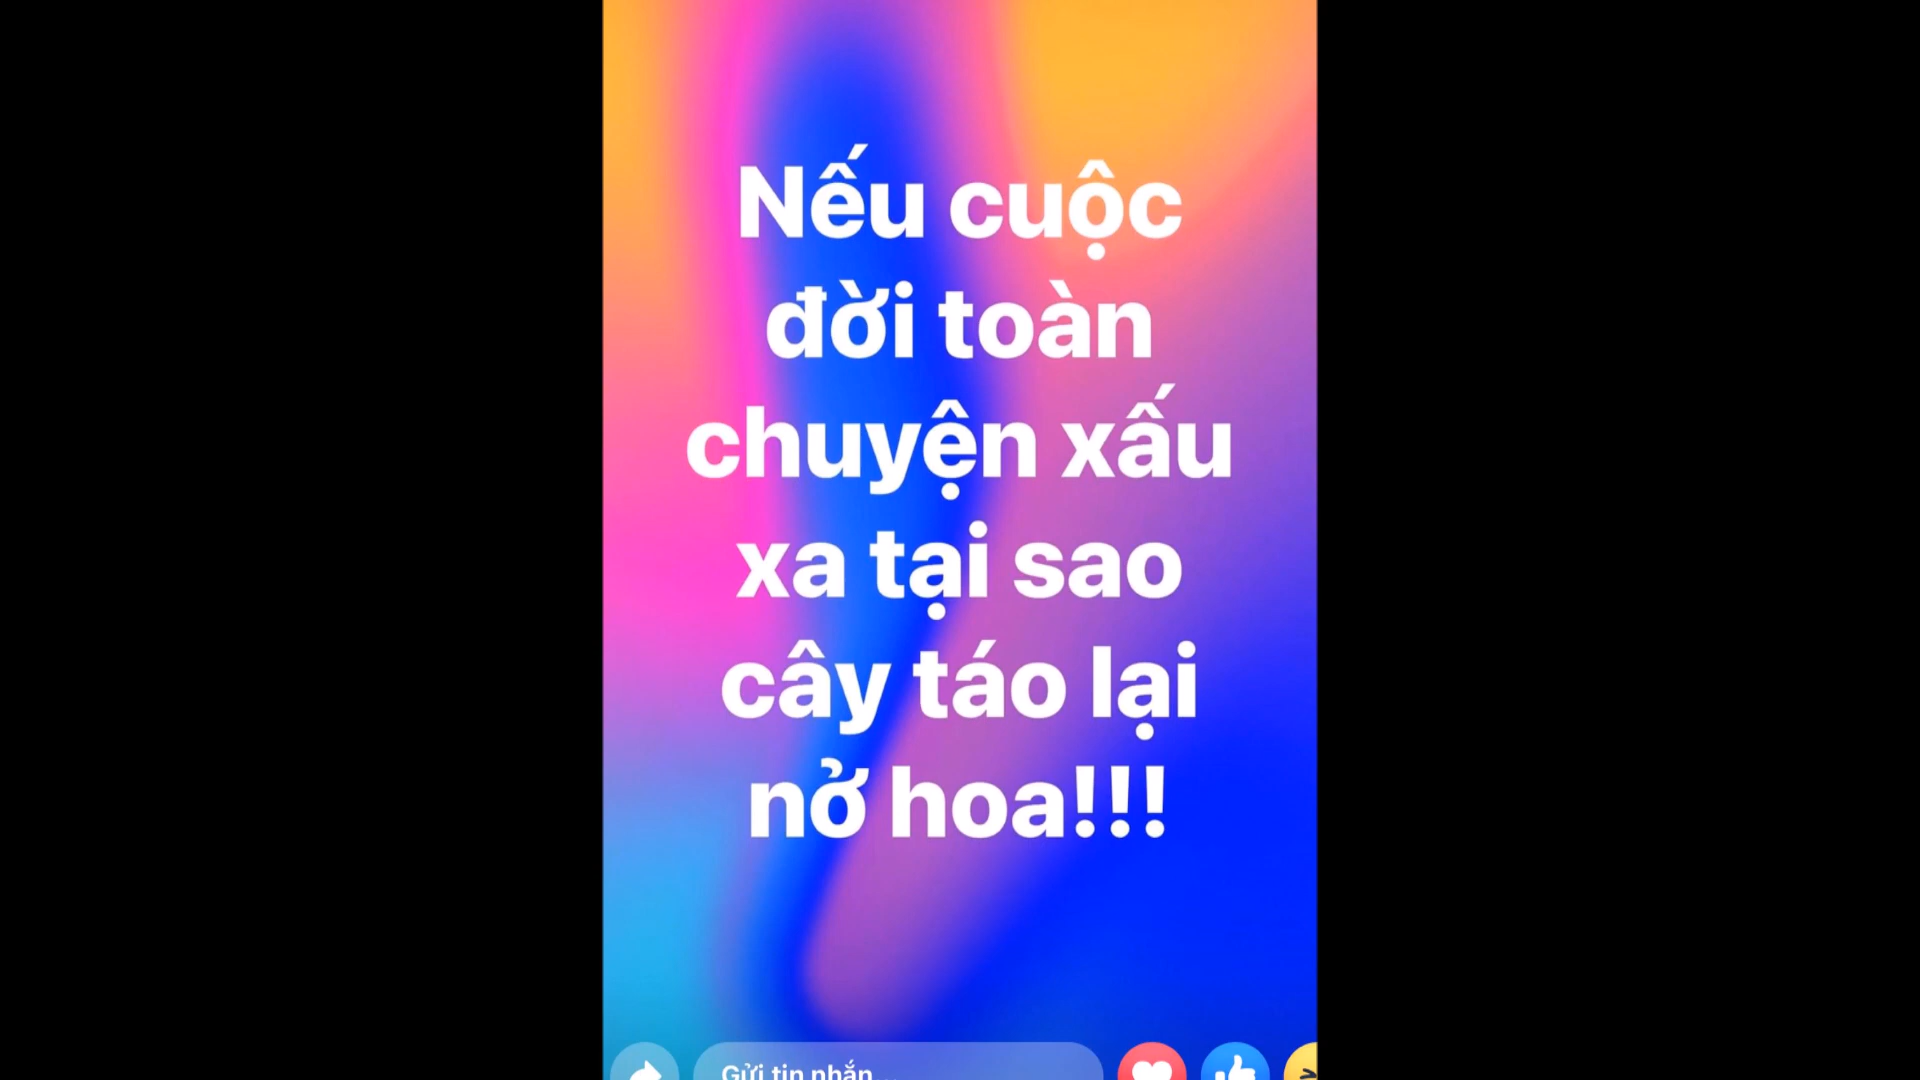 Nếu cuộc
đời toàn
chuyện xấu
xa tại sao
cây táo lại
nở hoa!!!
Gửi tin nhắn...